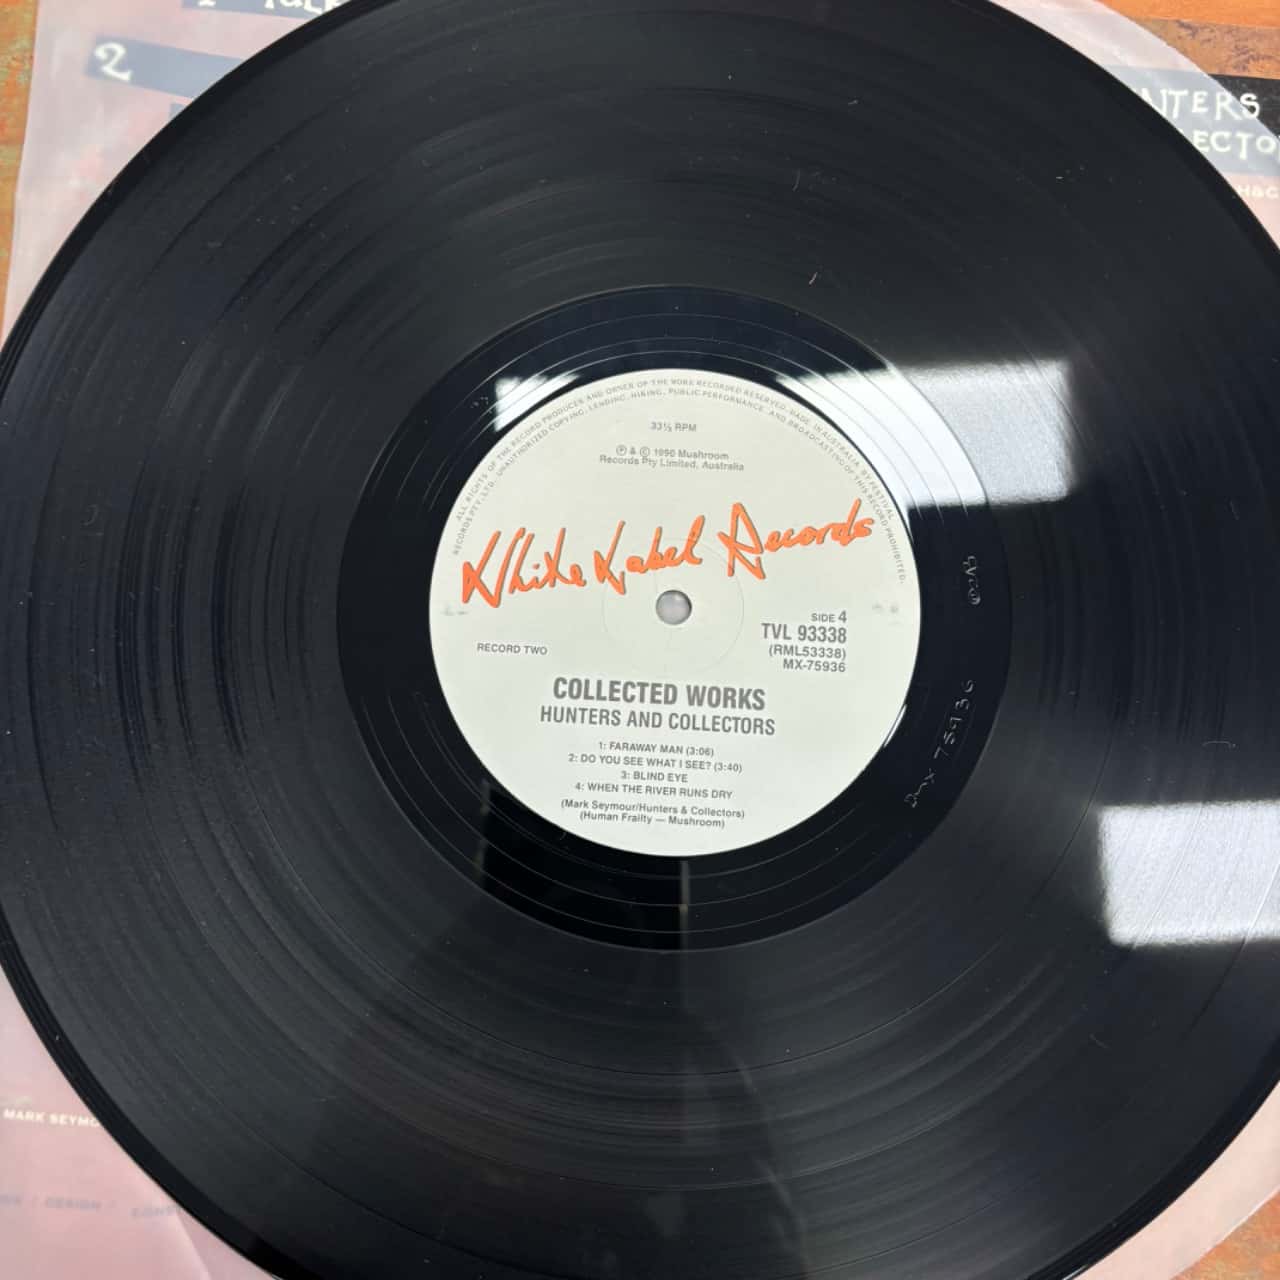 2
NTERS
LECTO
H&C
ALL RIGHTS OF THE RECORD PRODUCER AND OWNER OF THE WORK RECORDED RESERVED. MADE IN AUSTRALIA BY FESTIVAL
RECORDS PTY. LTD. UNAUTHORIZED COPYING, LENDING, HIRING, PUBLIC PERFORMANCE, AND BROADCASTING OF THIS RECORD PROHIBITED.
33⅓ RPM
Ⓟ & © 1990 Mushroom
Records Pty Limited, Australia
White Label Records
SIDE 4
TVL 93338
(RML53338)
MX-75936
RECORD TWO
COLLECTED WORKS
HUNTERS AND COLLECTORS
1: FARAWAY MAN (3:06)
2: DO YOU SEE WHAT I SEE? (3:40)
3: BLIND EYE
4: WHEN THE RIVER RUNS DRY
(Mark Seymour/Hunters & Collectors)
(Human Frailty — Mushroom)
mx 75936
MARK SEYMO
DESIGN